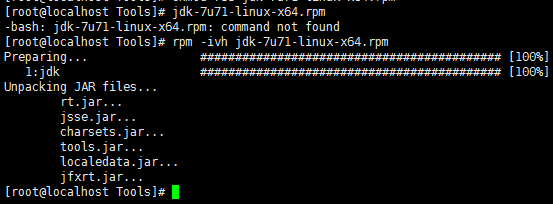 [root@localhost Tools]# jdk-7u71-linux-x64.rpm
-bash: jdk-7u71-linux-x64.rpm: command not found
[root@localhost Tools]# rpm -ivh jdk-7u71-linux-x64.rpm
Preparing... ########################################### [100%]
1:jdk ########################################### [100%]
Unpacking JAR files...
rt.jar...
jsse.jar...
charsets.jar...
tools.jar...
localedata.jar...
jfxrt.jar...
[root@localhost Tools]#